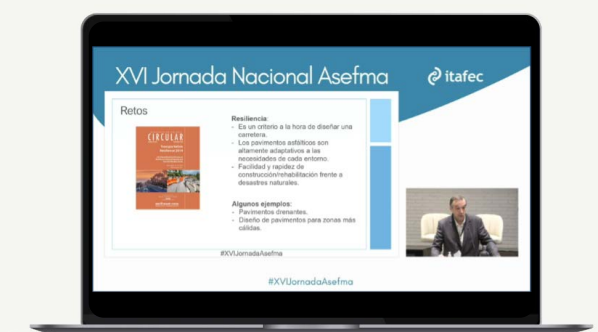 XVI Jornada Nacional Asefma
itafec
Retos
CIRCULAR
Resiliencia:
- Es un criterio a la hora de diseñar una
carretera.
- Los pavimentos asfálticos son
altamente adaptativos a las
necesidades de cada entorno.
- Facilidad y rapidez de
construcción/rehabilitación frente a
desastres naturales.
Algunos ejemplos:
- Pavimentos drenantes.
- Diseño de pavimentos para zonas más
cálidas.
#XVIJornadaAsefma
#XVIJornadaAsefma